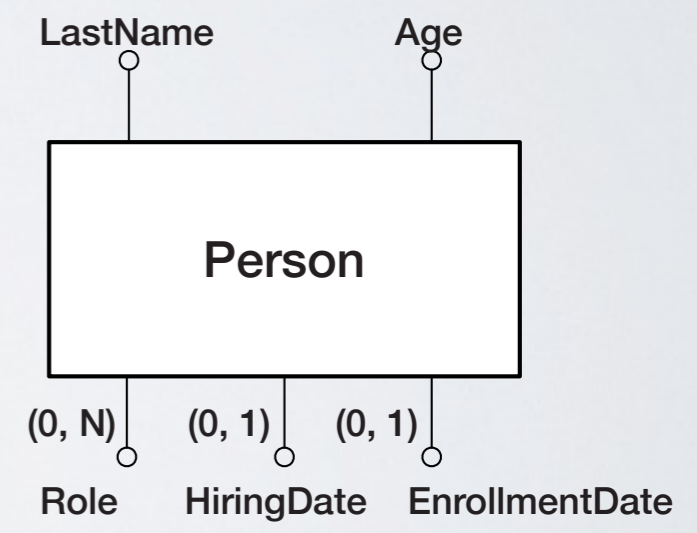 LastName Age
Person
(0, N) (0, 1) (0, 1)
Role HiringDate EnrollmentDate